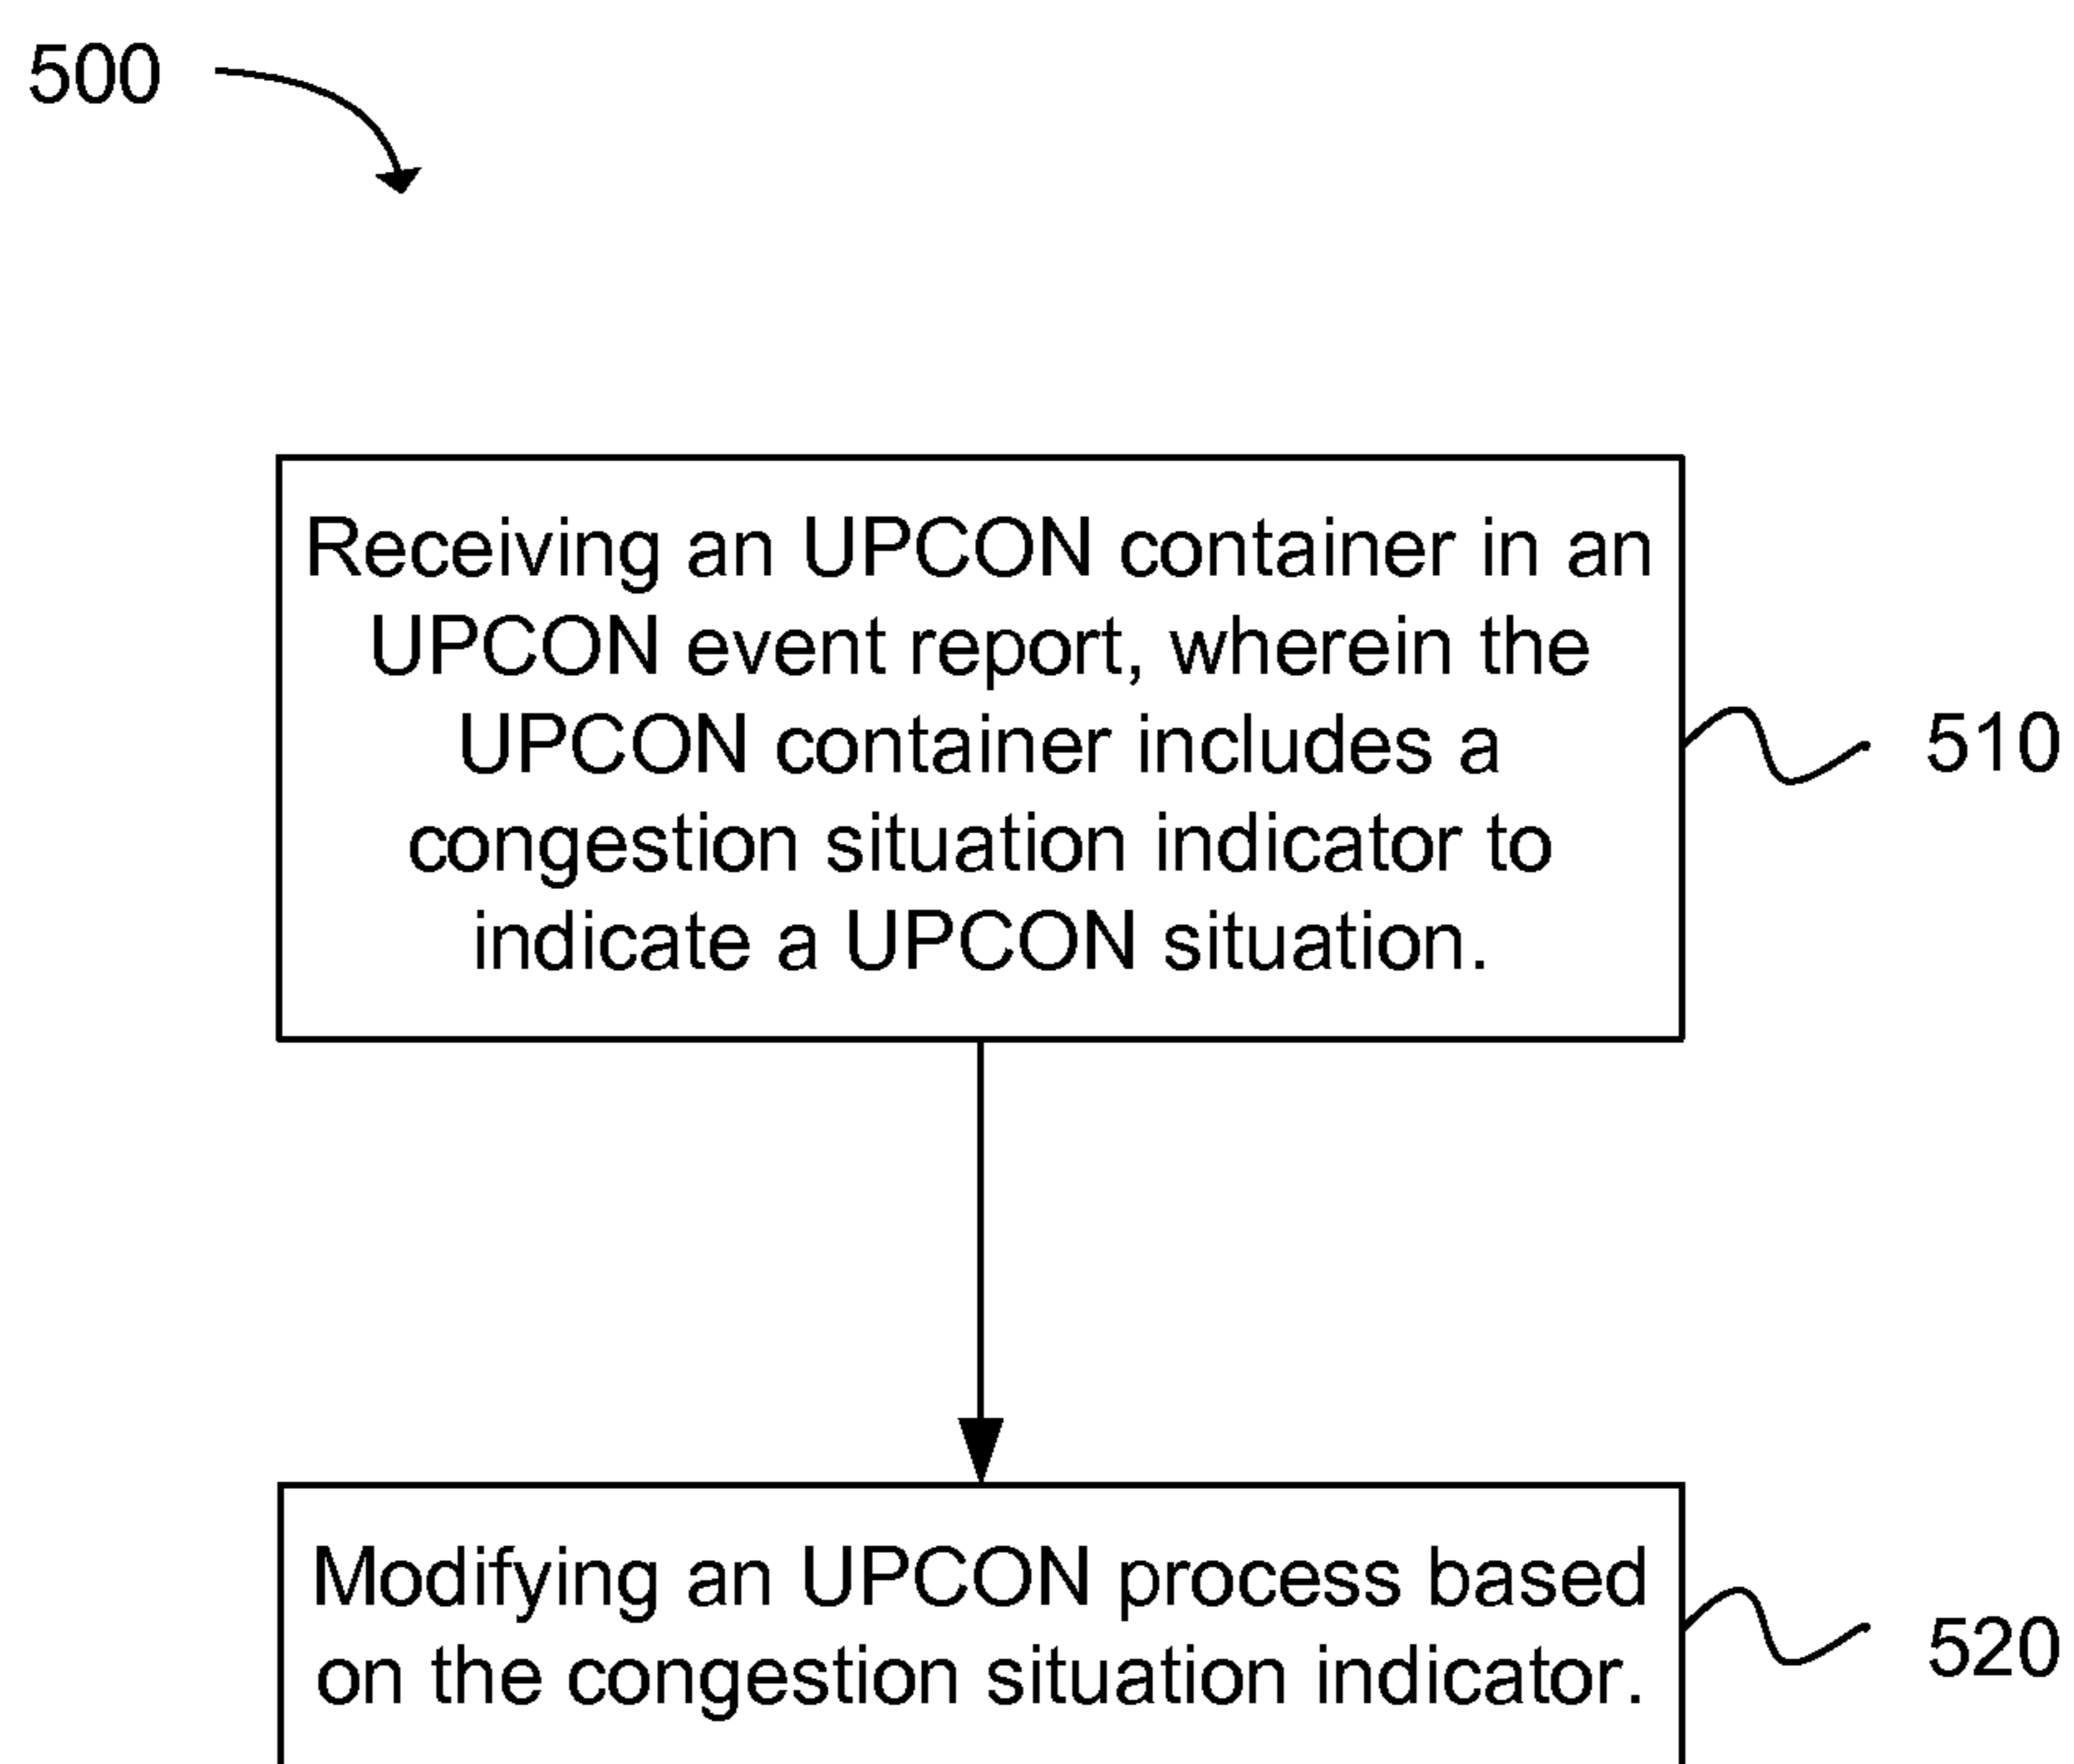 500
Receiving an UPCON container in an
UPCON event report, wherein the
UPCON container includes a
congestion situation indicator to
indicate a UPCON situation.
510
Modifying an UPCON process based
on the congestion situation indicator.
520